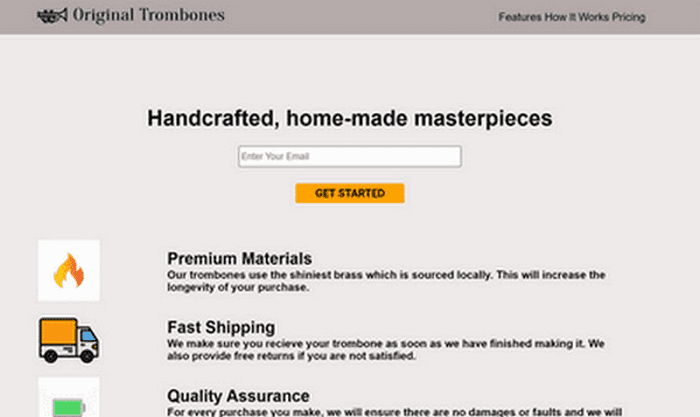 Original Trombones
Features How It Works Pricing
Handcrafted, home-made masterpieces
Enter Your Email
GET STARTED
Premium Materials
Our trombones use the shiniest brass which is sourced locally. This will increase the
longevity of your purchase.
Fast Shipping
We make sure you recieve your trombone as soon as we have finished making it. We
also provide free returns if you are not satisfied.
Quality Assurance
For every purchase you make, we will ensure there are no damages or faults and we will